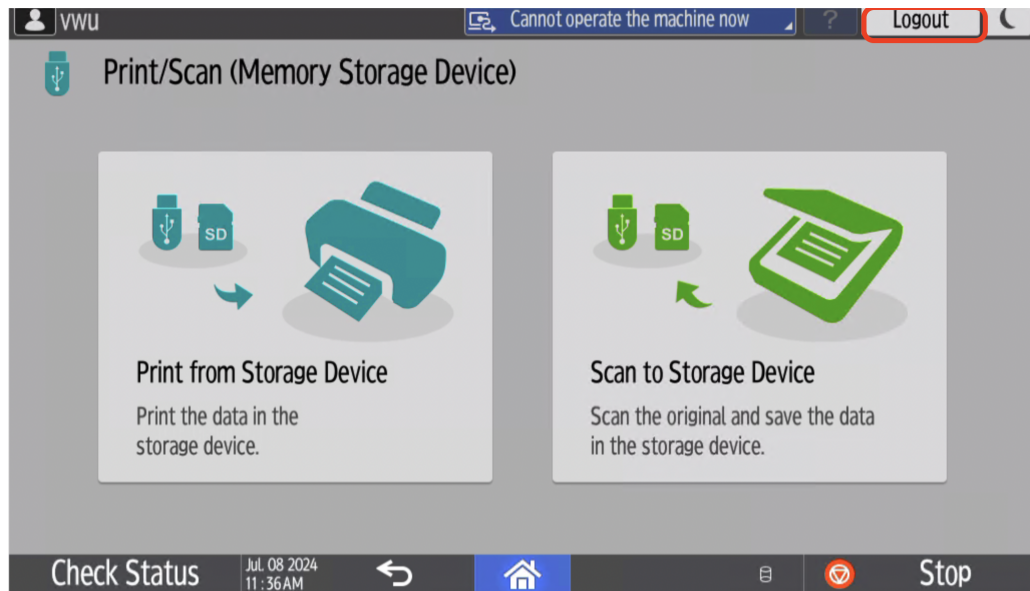 vwu
Cannot operate the machine now
?
Logout
Print/Scan (Memory Storage Device)
SD
SD
Print from Storage Device
Print the data in the
storage device.
Scan to Storage Device
Scan the original and save the data
in the storage device.
Check Status
Jul. 08 2024
11 : 36 AM
Stop